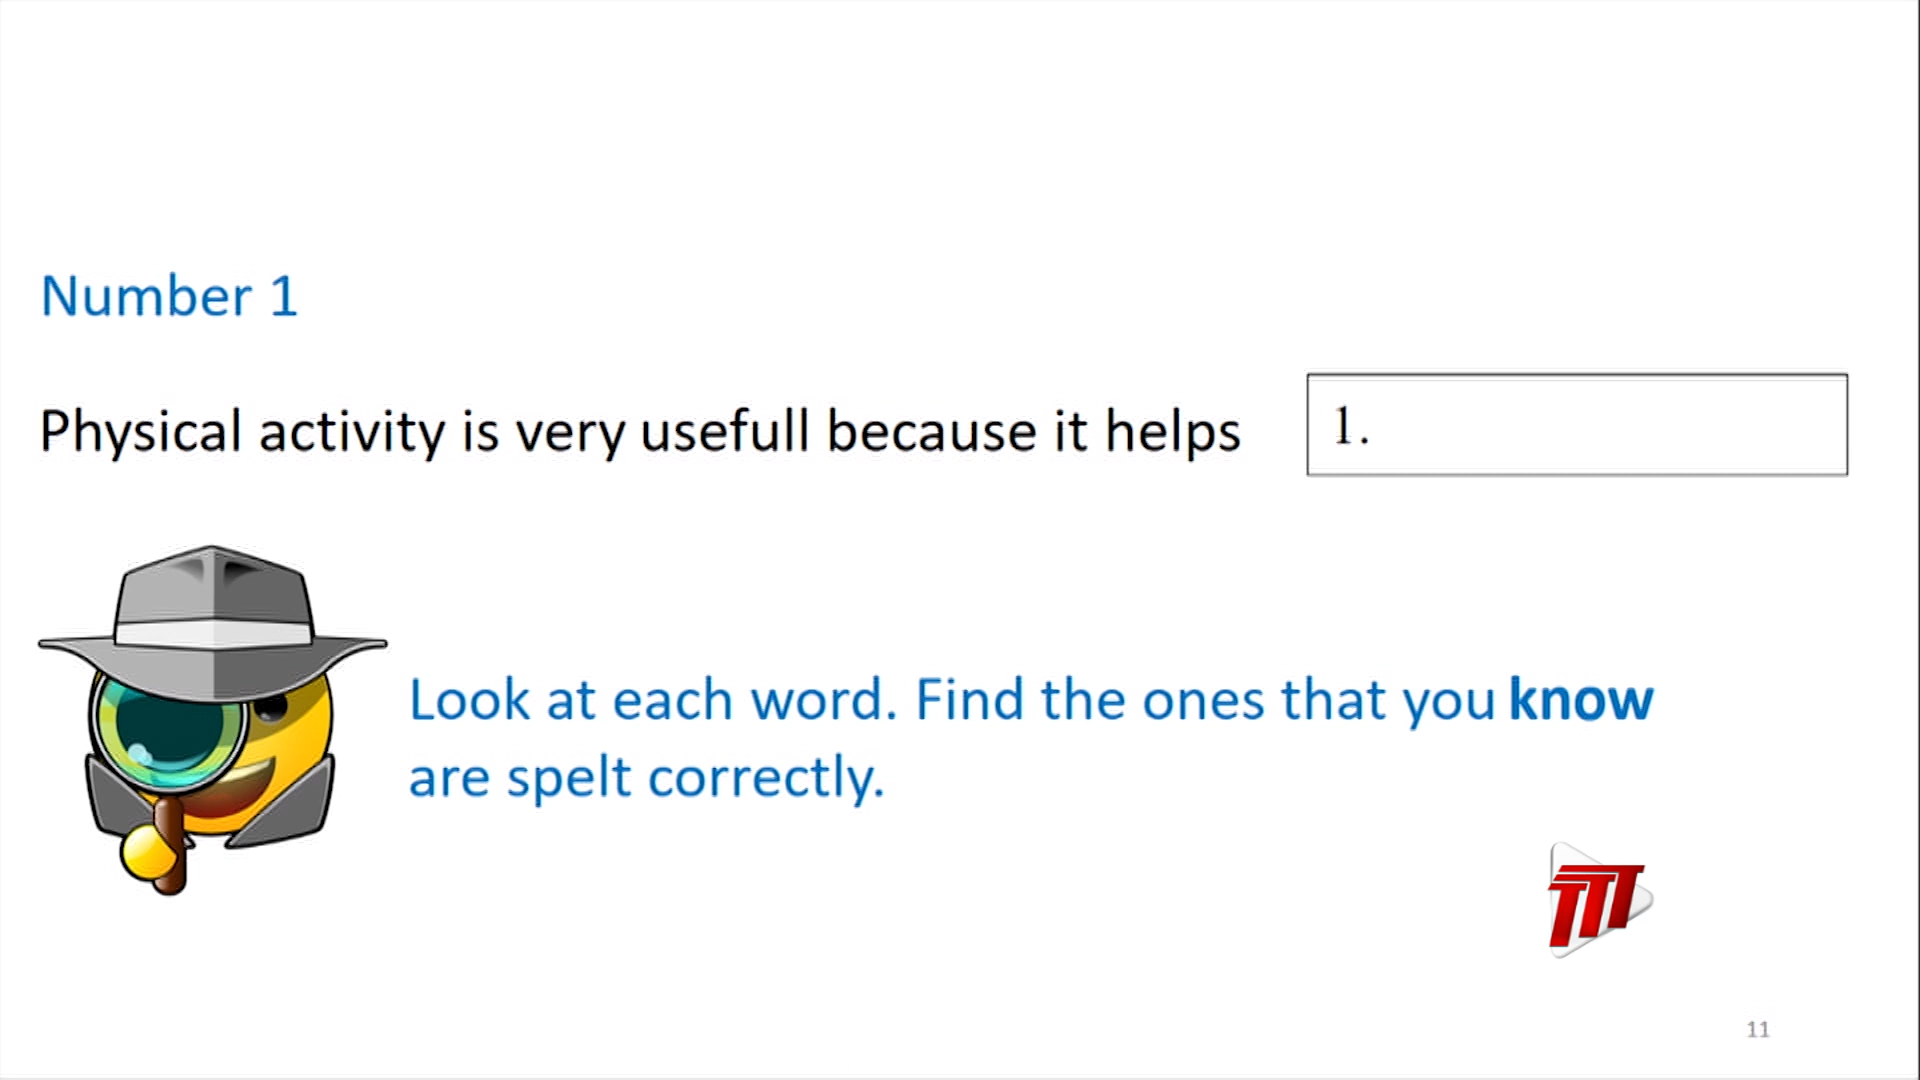 Number 1
Physical activity is very usefull because it helps
1.
Look at each word. Find the ones that you know
are spelt correctly.
TTT
11